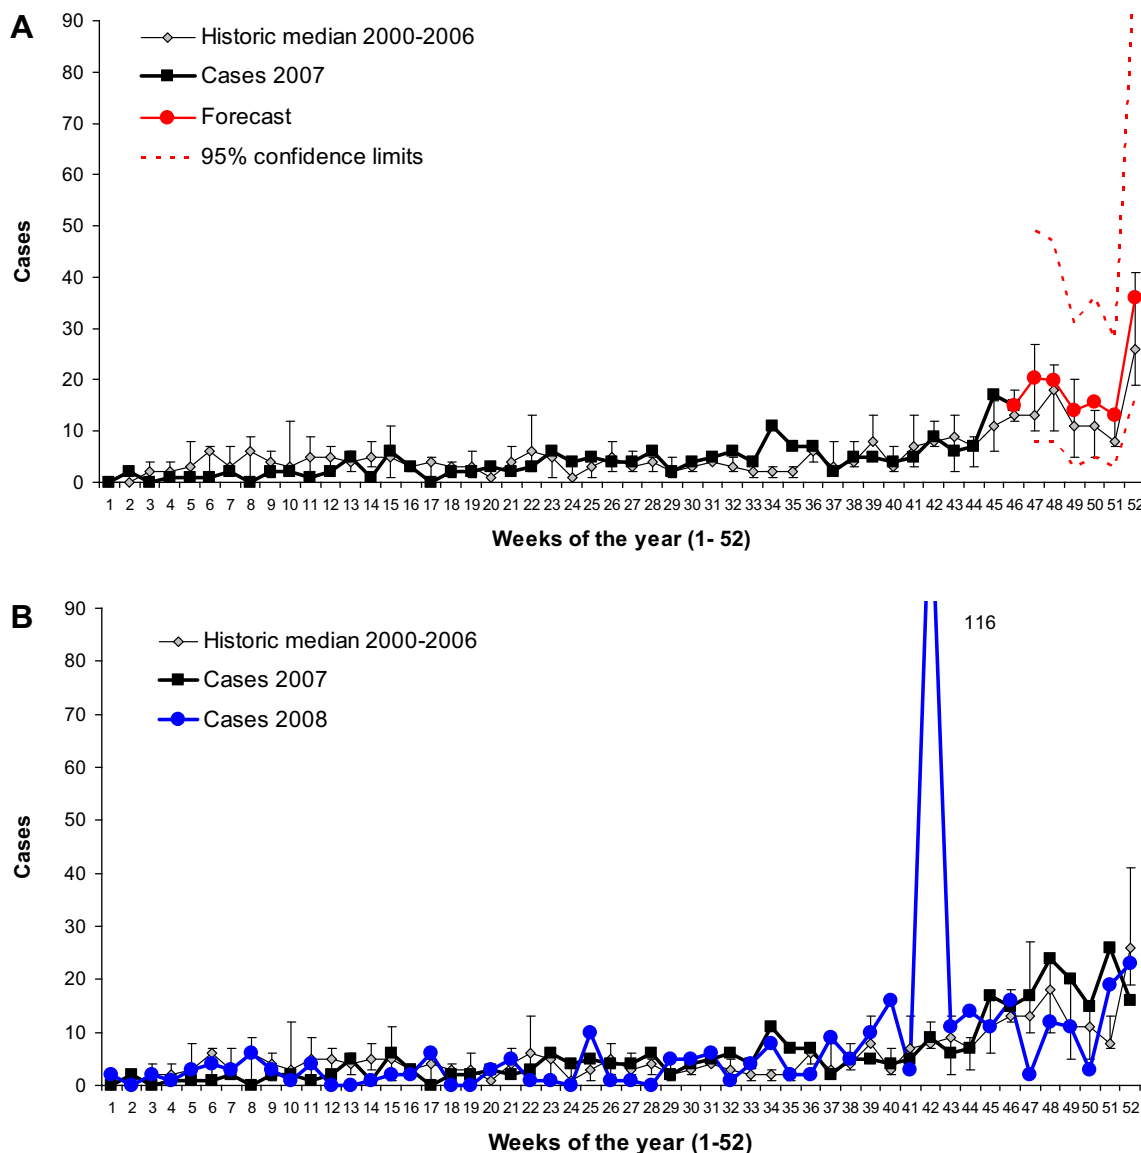 A
90
80
70
60
50
40
30
20
10
0
Cases
Historic median 2000-2006
Cases 2007
Forecast
95% confidence limits
1 2 3 4 5 6 7 8 9 10 11 12 13 14 15 16 17 18 19 20 21 22 23 24 25 26 27 28 29 30 31 32 33 34 35 36 37 38 39 40 41 42 43 44 45 46 47 48 49 50 51 52
Weeks of the year (1- 52)
B
90
80
70
60
50
40
30
20
10
0
Cases
Historic median 2000-2006
Cases 2007
Cases 2008
116
1 2 3 4 5 6 7 8 9 10 11 12 13 14 15 16 17 18 19 20 21 22 23 24 25 26 27 28 29 30 31 32 33 34 35 36 37 38 39 40 41 42 43 44 45 46 47 48 49 50 51 52
Weeks of the year (1-52)